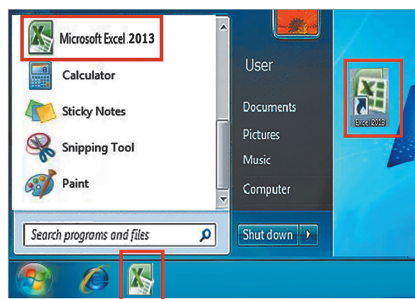 Microsoft Excel 2013
Calculator
Sticky Notes
Snipping Tool
Paint
Search programs and files
User
Documents
Pictures
Music
Computer
Shut down
Excel 2013